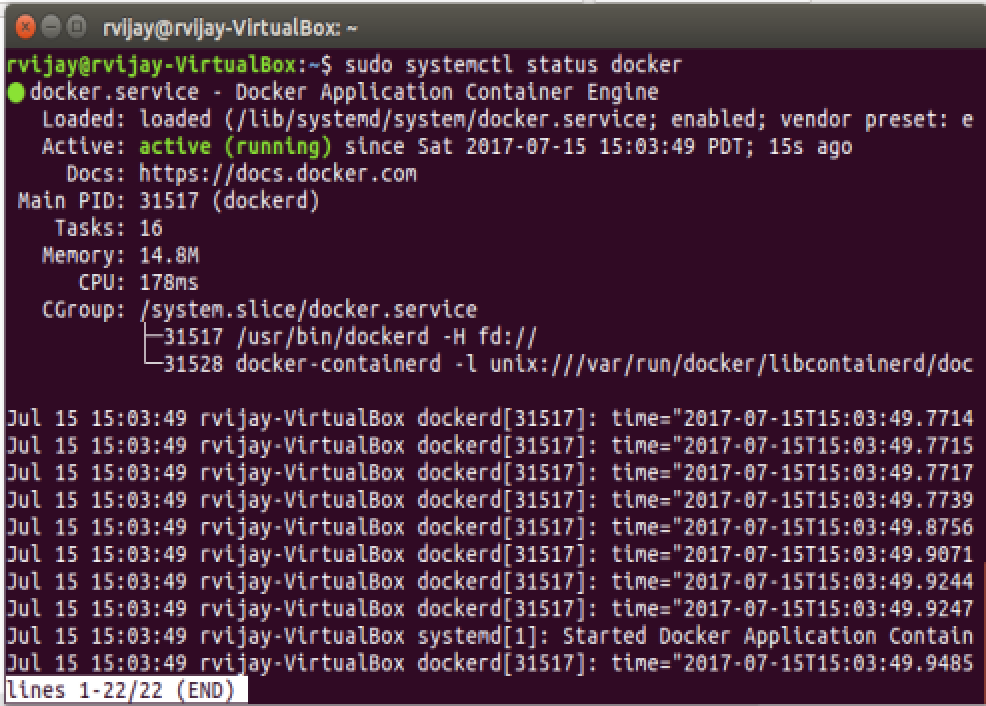 rvijay@rvijay-VirtualBox: ~
rvijay@rvijay-VirtualBox:~$ sudo systemctl status docker
● docker.service - Docker Application Container Engine
   Loaded: loaded (/lib/systemd/system/docker.service; enabled; vendor preset: e
   Active: active (running) since Sat 2017-07-15 15:03:49 PDT; 15s ago
     Docs: https://docs.docker.com
 Main PID: 31517 (dockerd)
    Tasks: 16
   Memory: 14.8M
      CPU: 178ms
   CGroup: /system.slice/docker.service
           ├─31517 /usr/bin/dockerd -H fd://
           └─31528 docker-containerd -l unix:///var/run/docker/libcontainerd/doc
Jul 15 15:03:49 rvijay-VirtualBox dockerd[31517]: time="2017-07-15T15:03:49.7714
Jul 15 15:03:49 rvijay-VirtualBox dockerd[31517]: time="2017-07-15T15:03:49.7715
Jul 15 15:03:49 rvijay-VirtualBox dockerd[31517]: time="2017-07-15T15:03:49.7717
Jul 15 15:03:49 rvijay-VirtualBox dockerd[31517]: time="2017-07-15T15:03:49.7739
Jul 15 15:03:49 rvijay-VirtualBox dockerd[31517]: time="2017-07-15T15:03:49.8756
Jul 15 15:03:49 rvijay-VirtualBox dockerd[31517]: time="2017-07-15T15:03:49.9071
Jul 15 15:03:49 rvijay-VirtualBox dockerd[31517]: time="2017-07-15T15:03:49.9244
Jul 15 15:03:49 rvijay-VirtualBox dockerd[31517]: time="2017-07-15T15:03:49.9247
Jul 15 15:03:49 rvijay-VirtualBox systemd[1]: Started Docker Application Contain
Jul 15 15:03:49 rvijay-VirtualBox dockerd[31517]: time="2017-07-15T15:03:49.9485
lines 1-22/22 (END)